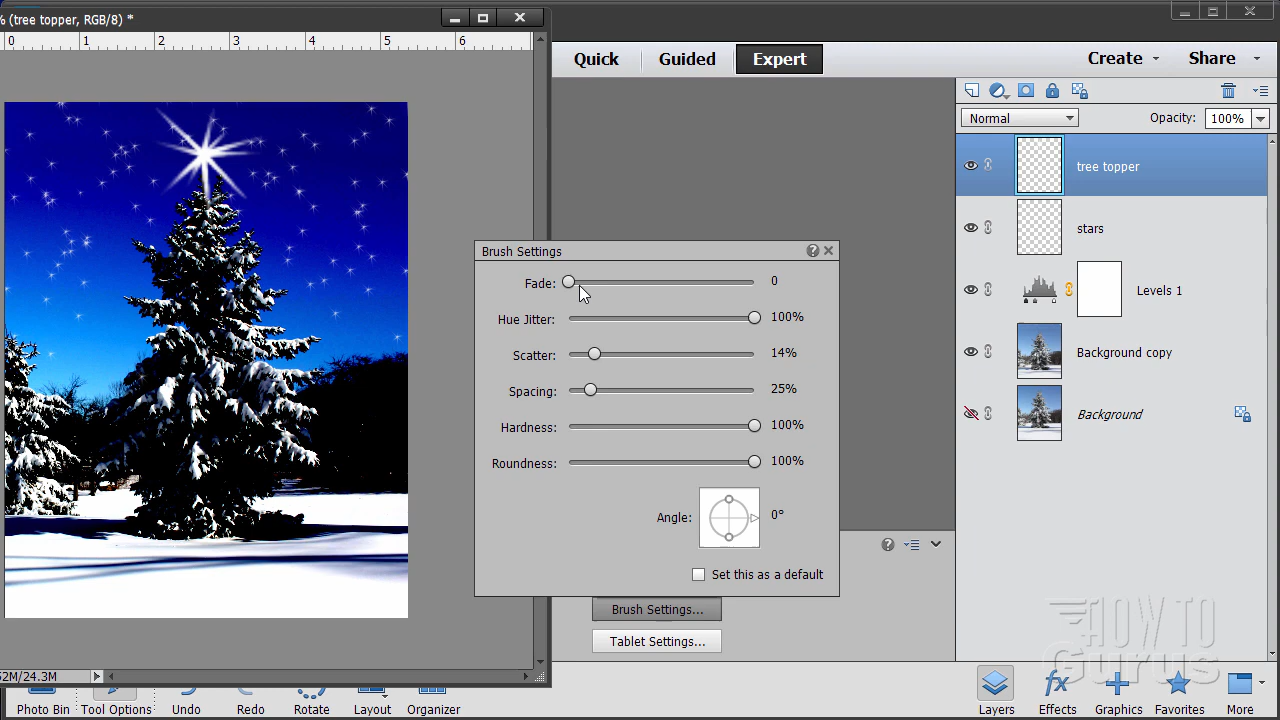 % (tree topper, RGB/8) *
0 1 2 3 4 5 6
Quick Guided Expert
Create Share
Normal Opacity: 100%
tree topper
stars
Levels 1
Background copy
Background
Brush Settings
Fade: 0
Hue Jitter: 100%
Scatter: 14%
Spacing: 25%
Hardness: 100%
Roundness: 100%
Angle: 0°
Set this as a default
Brush Settings...
Tablet Settings...
HOW TO
Gurus
52M/24.3M
Photo Bin Tool Options Undo Redo Rotate Layout Organizer
Layers Effects Graphics Favorites More